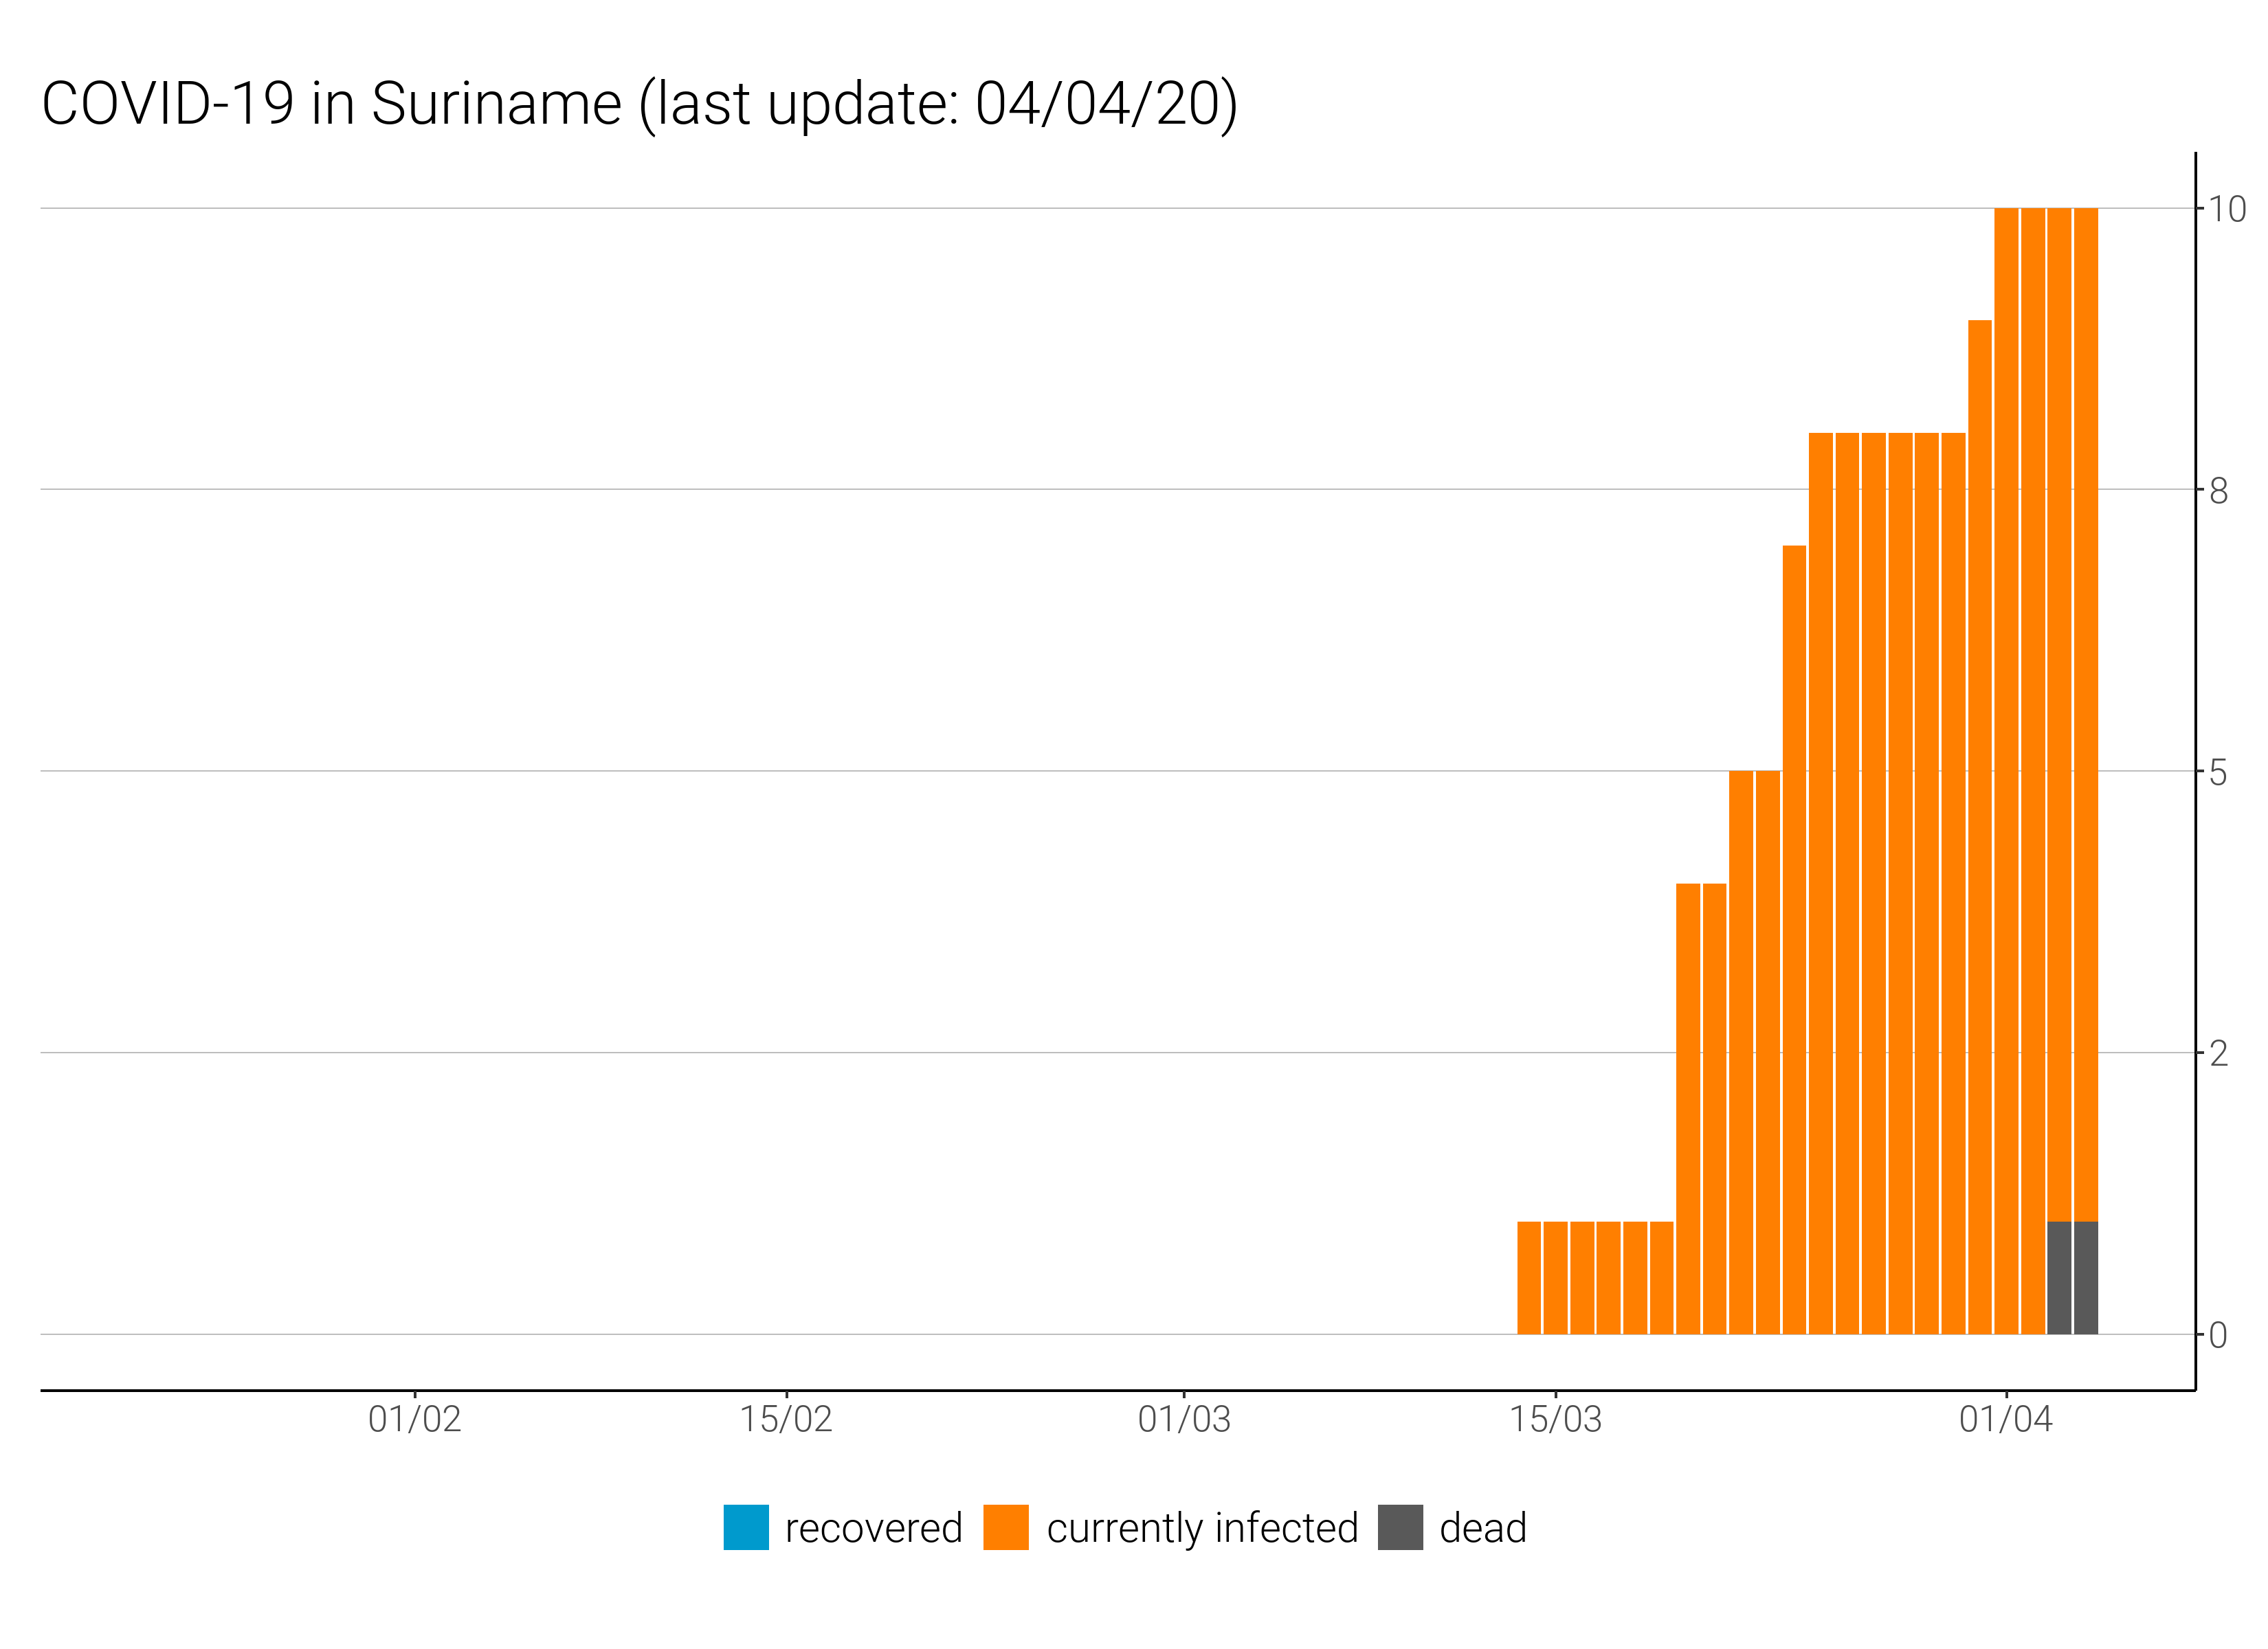 COVID-19 in Suriname (last update: 04/04/20)
10
8
5
2
0
01/02 15/02 01/03 15/03 01/04
recovered currently infected dead